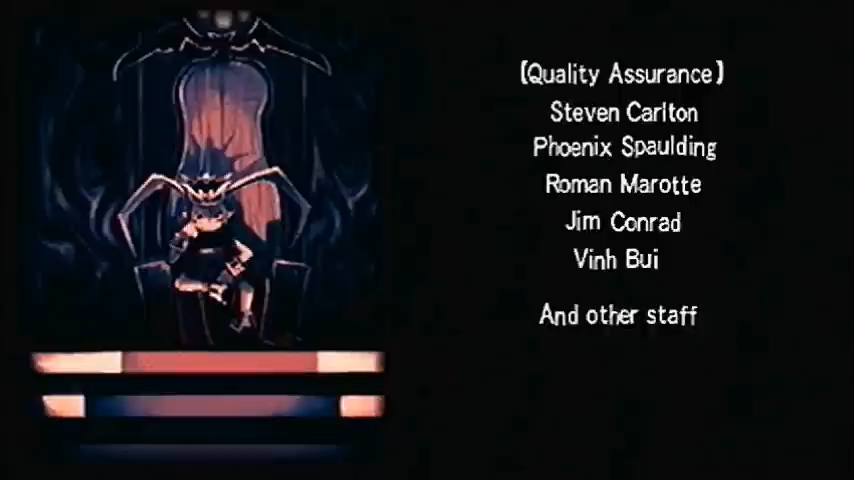 【Quality Assurance】
Steven Carlton
Phoenix Spaulding
Roman Marotte
Jim Conrad
Vinh Bui
And other staff